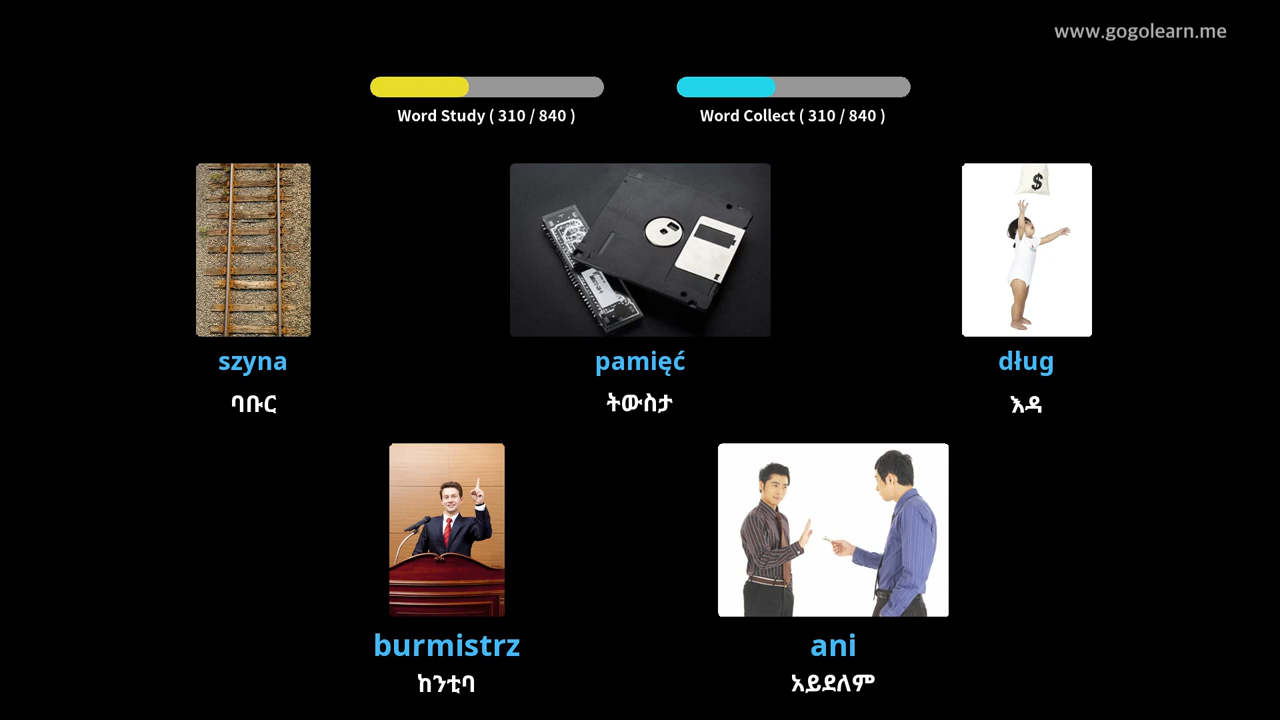 www.gogolearn.me
Word Study ( 310 / 840 )
Word Collect ( 310 / 840 )
szyna
pamięć
dług
ባቡር
ትውስታ
እዳ
burmistrz
ani
ከንቲባ
አይደለም